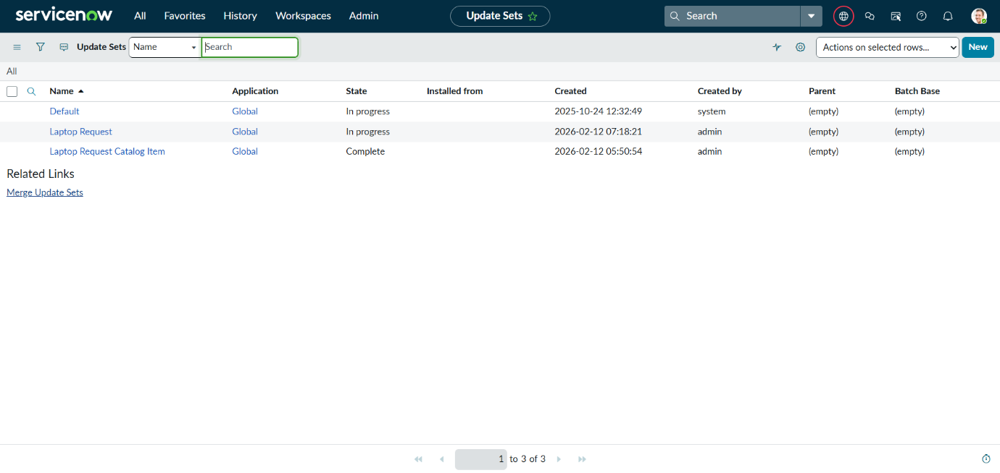 servicenow All Favorites History Workspaces Admin Update Sets Search
Update Sets Name Search Actions on selected rows... New
All
Name Application State Installed from Created Created by Parent Batch Base
Default Global In progress 2025-10-24 12:32:49 system (empty) (empty)
Laptop Request Global In progress 2026-02-12 07:18:21 admin (empty) (empty)
Laptop Request Catalog Item Global Complete 2026-02-12 05:50:54 admin (empty) (empty)
Related Links
Merge Update Sets
1 to 3 of 3